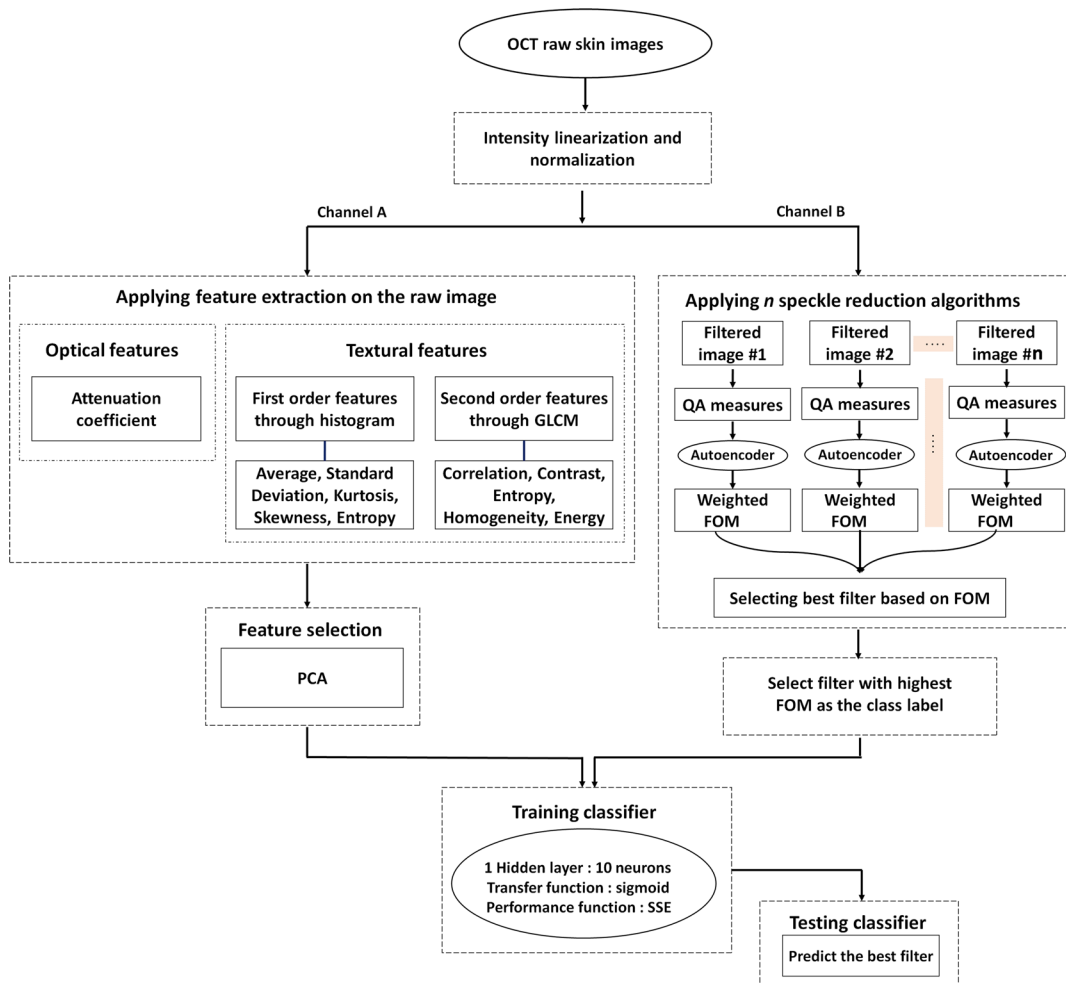 OCT raw skin images
Intensity linearization and
normalization
Channel A
Channel B
Applying feature extraction on the raw image
Optical features
Attenuation
coefficient
Textural features
First order features
through histogram
Second order features
through GLCM
Average, Standard
Deviation, Kurtosis,
Skewness, Entropy
Correlation, Contrast,
Entropy,
Homogeneity, Energy
Feature selection
PCA
Applying n speckle reduction algorithms
Filtered
image #1
Filtered
image #2
....
Filtered
image #n
QA measures
QA measures
....
QA measures
Autoencoder
Autoencoder
Autoencoder
Weighted
FOM
Weighted
FOM
Weighted
FOM
Selecting best filter based on FOM
Select filter with highest
FOM as the class label
Training classifier
1 Hidden layer : 10 neurons
Transfer function : sigmoid
Performance function : SSE
Testing classifier
Predict the best filter